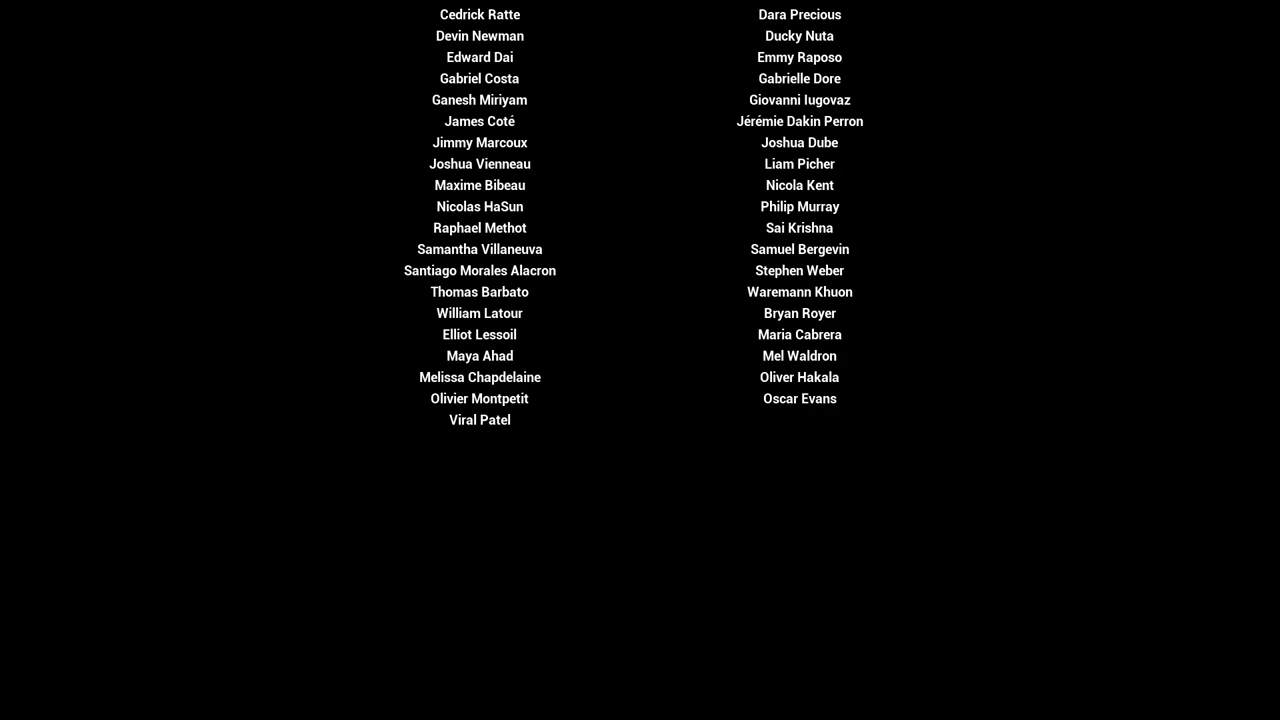 Cedrick Ratte Dara Precious
Devin Newman Ducky Nuta
Edward Dai Emmy Raposo
Gabriel Costa Gabrielle Dore
Ganesh Miriyam Giovanni Iugovaz
James Coté Jérémie Dakin Perron
Jimmy Marcoux Joshua Dube
Joshua Vienneau Liam Picher
Maxime Bibeau Nicola Kent
Nicolas HaSun Philip Murray
Raphael Methot Sai Krishna
Samantha Villaneuva Samuel Bergevin
Santiago Morales Alacron Stephen Weber
Thomas Barbato Waremann Khuon
William Latour Bryan Royer
Elliot Lessoil Maria Cabrera
Maya Ahad Mel Waldron
Melissa Chapdelaine Oliver Hakala
Olivier Montpetit Oscar Evans
Viral Patel